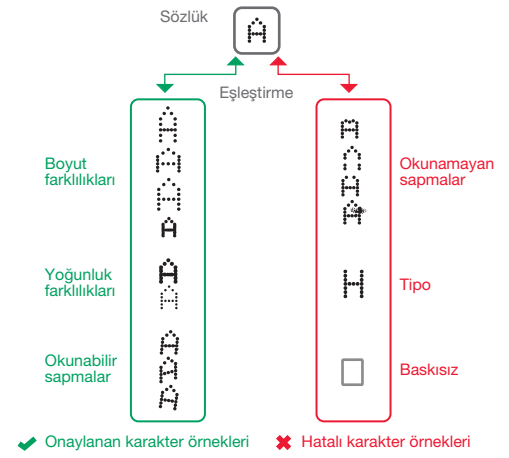 Sözlük
A
Eşleştirme
Boyut
farklılıkları
Yoğunluk
farklılıkları
Okunabilir
sapmalar
A
A
A
A
A
A
A
A
A
A
A
A
A
H
Okunamayan
sapmalar
Tipo
Baskısız
Onaylanan karakter örnekleri
Hatalı karakter örnekleri